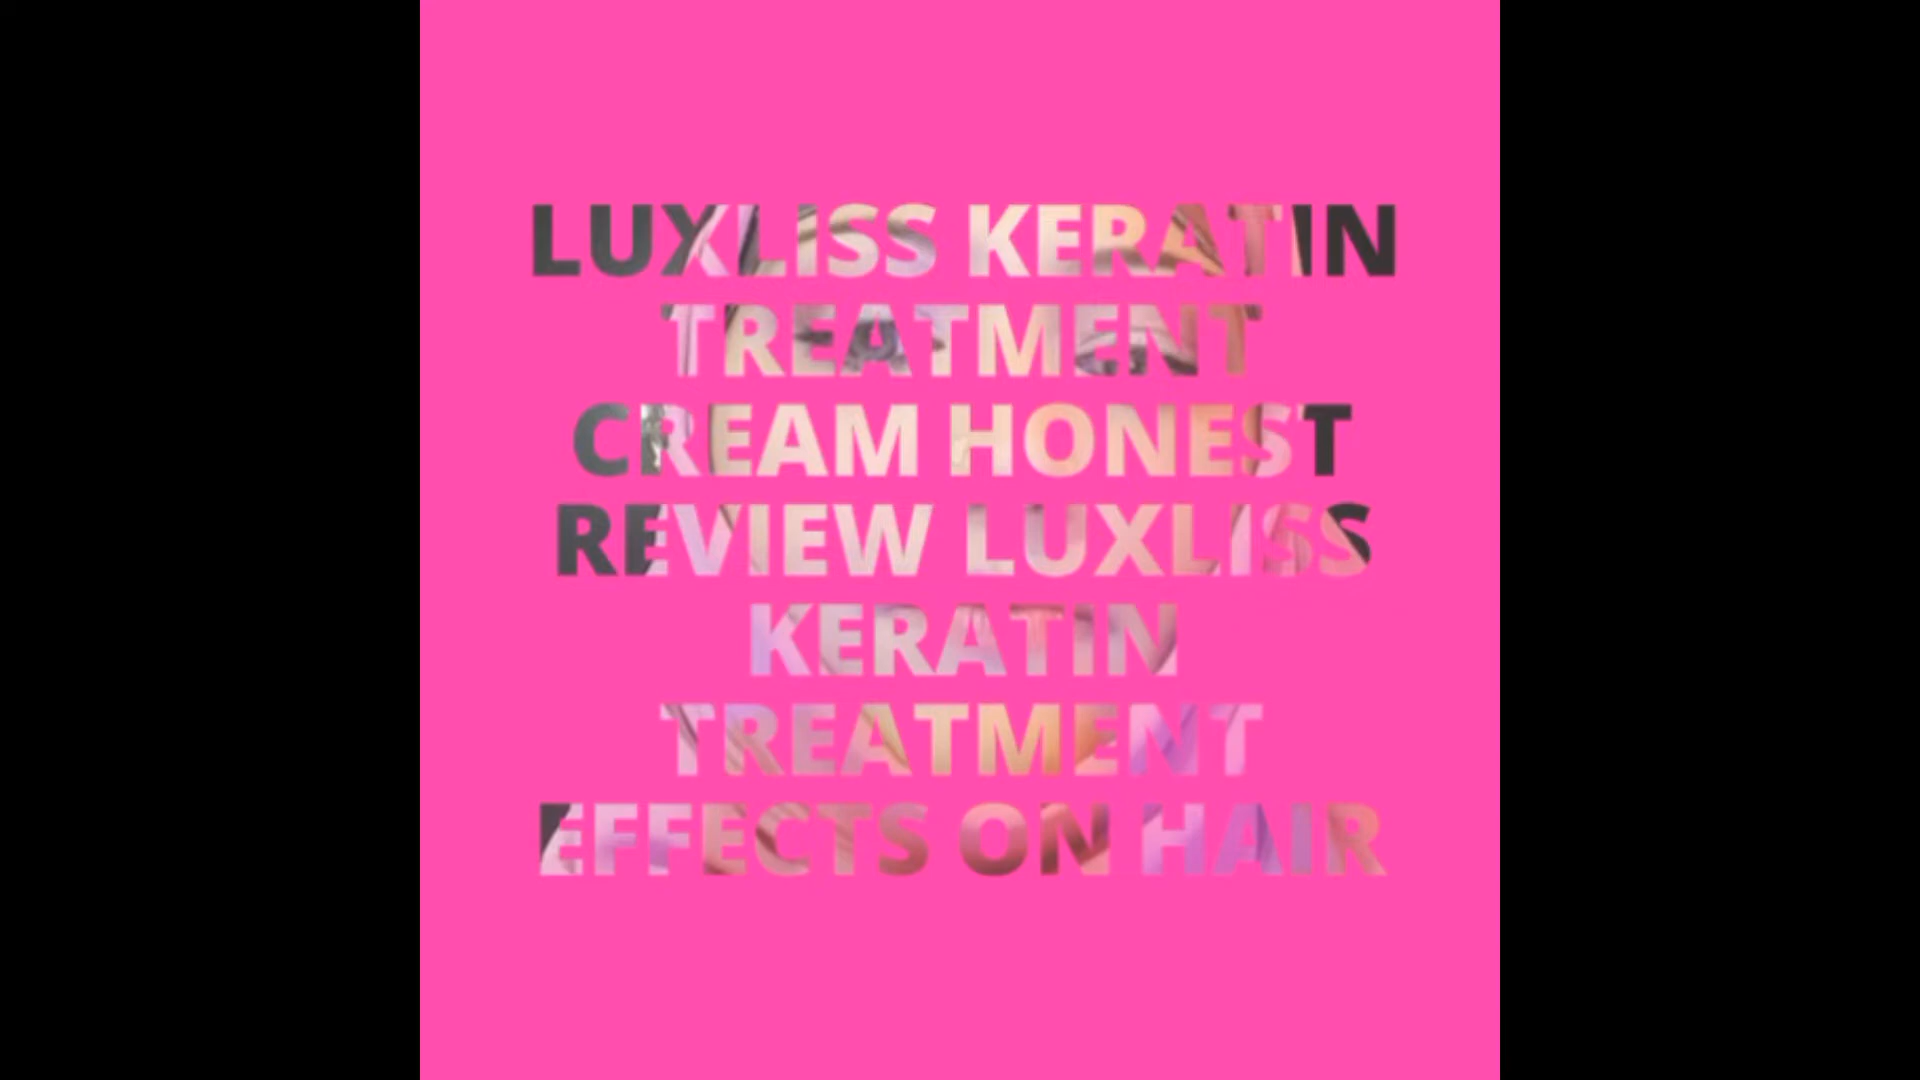 LUXLISS KERATIN
TREATMENT
CREAM HONEST
REVIEW LUXLISS
KERATIN
TREATMENT
EFFECTS ON HAIR